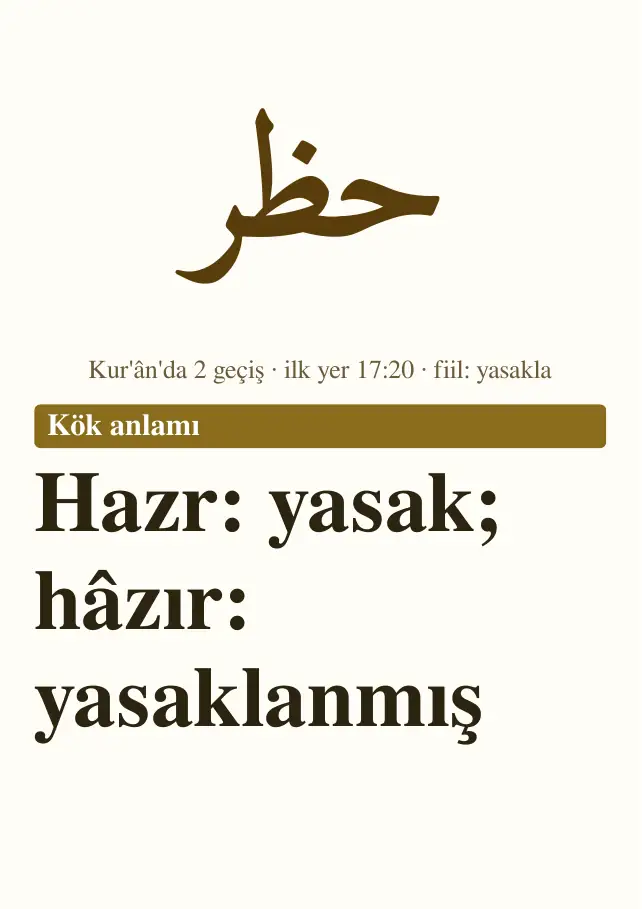 حظر
Kur'ân'da 2 geçiş · ilk yer 17:20 · fiil: yasakla
Kök anlamı
Hazr: yasak;
hâzır:
yasaklanmış